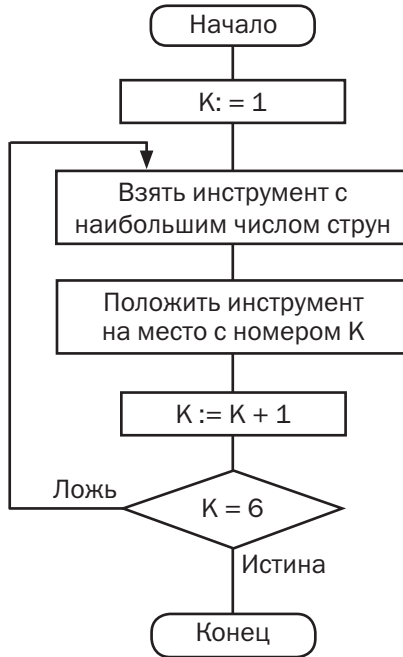 Начало
K: = 1
Взять инструмент с
наибольшим числом струн
Положить инструмент
на место с номером K
K := K + 1
Ложь
K = 6
Истина
Конец